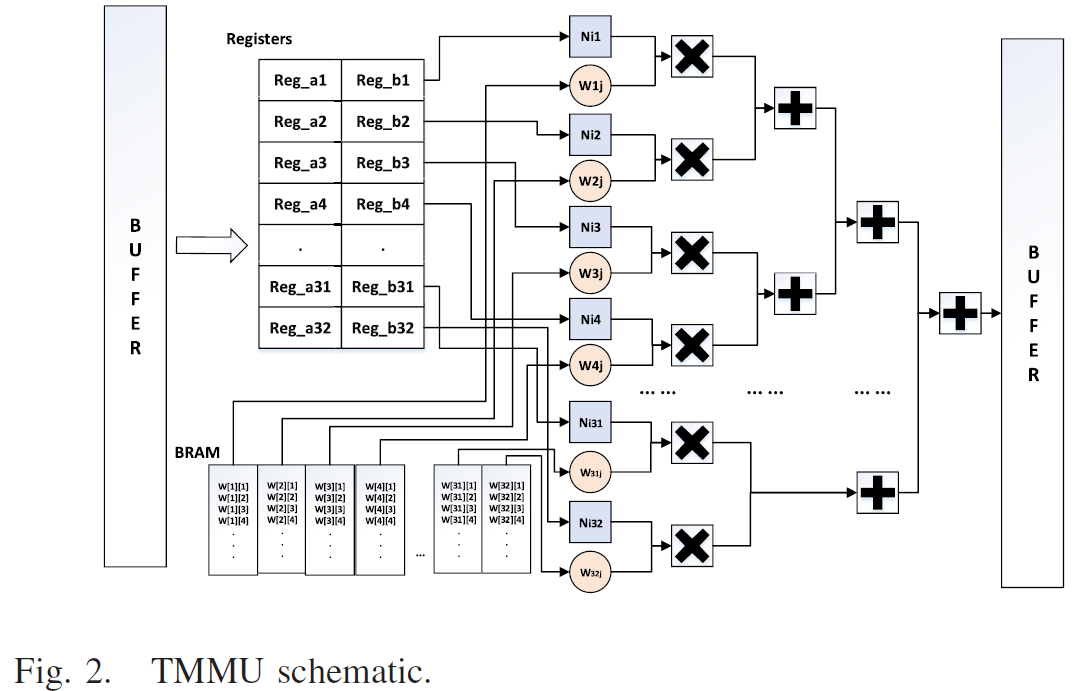 BUFFER
Registers
Reg_a1 Reg_b1
Reg_a2 Reg_b2
Reg_a3 Reg_b3
Reg_a4 Reg_b4
. .
Reg_a31 Reg_b31
Reg_a32 Reg_b32
BRAM
W[1][1] W[2][1] W[3][1] W[4][1] W[31][1] W[32][1]
W[1][2] W[2][2] W[3][2] W[4][2] W[31][2] W[32][2]
W[1][3] W[2][3] W[3][3] W[4][3] W[31][3] W[32][3]
W[1][4] W[2][4] W[3][4] W[4][4] W[31][4] W[32][4]
. . . . . .
. . . . . .
. . . . ... . .
Ni1
W1j
Ni2
W2j
Ni3
W3j
Ni4
W4j
... ... ... ... ... ...
Ni31
W31j
Ni32
W32j
BUFFER
Fig. 2. TMMU schematic.